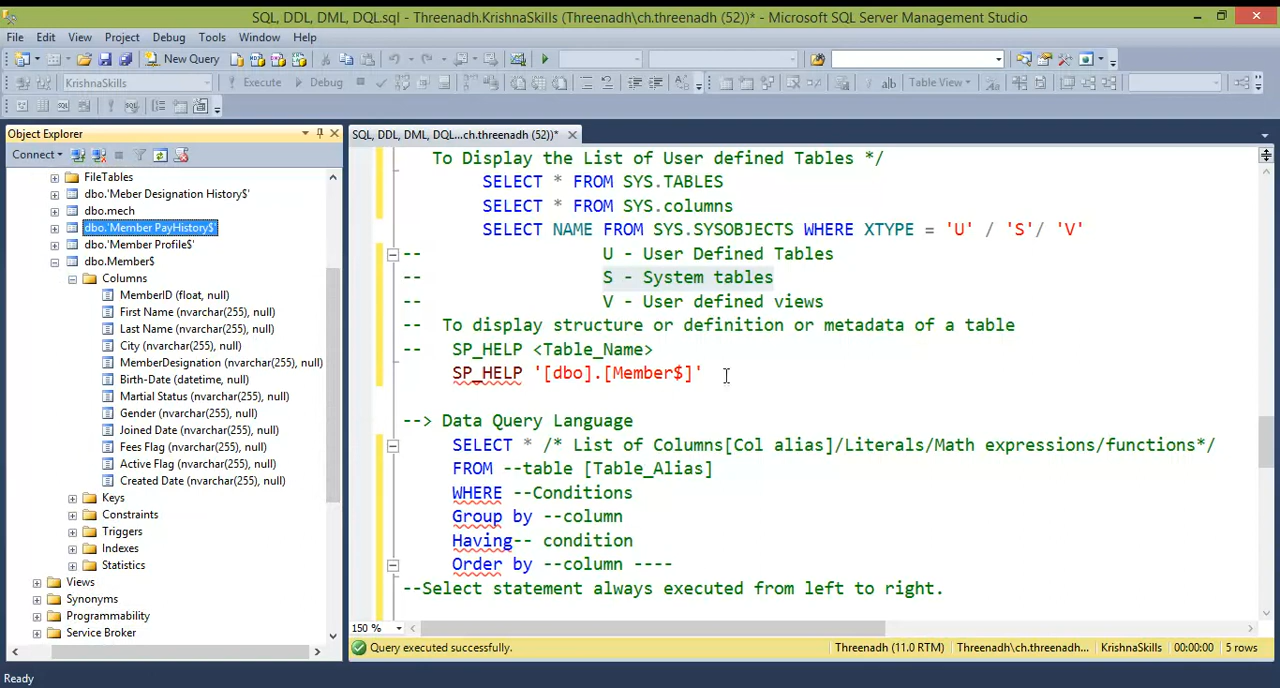 SQL, DDL, DML, DQL.sql - Threenadh.KrishnaSkills (Threenadh\ch.threenadh (52))* - Microsoft SQL Server Management Studio
File Edit View Project Debug Tools Window Help
New Query
KrishnaSkills Execute Debug Table View
Object Explorer
Connect
FileTables
dbo.'Meber Designation History$'
dbo.mech
dbo.'Member PayHistory$'
dbo.'Member Profile$'
dbo.Member$
Columns
MemberID (float, null)
First Name (nvarchar(255), null)
Last Name (nvarchar(255), null)
City (nvarchar(255), null)
MemberDesignation (nvarchar(255), null)
Birth-Date (datetime, null)
Martial Status (nvarchar(255), null)
Gender (nvarchar(255), null)
Joined Date (nvarchar(255), null)
Fees Flag (nvarchar(255), null)
Active Flag (nvarchar(255), null)
Created Date (nvarchar(255), null)
Keys
Constraints
Triggers
Indexes
Statistics
Views
Synonyms
Programmability
Service Broker
SQL, DDL, DML, DQL...ch.threenadh (52))*
To Display the List of User defined Tables */
SELECT * FROM SYS.TABLES
SELECT * FROM SYS.columns
SELECT NAME FROM SYS.SYSOBJECTS WHERE XTYPE = 'U' / 'S'/ 'V'
-- U - User Defined Tables
-- S - System tables
-- V - User defined views
-- To display structure or definition or metadata of a table
-- SP_HELP <Table_Name>
SP_HELP '[dbo].[Member$]'
--> Data Query Language
SELECT * /* List of Columns[Col alias]/Literals/Math expressions/functions*/
FROM --table [Table_Alias]
WHERE --Conditions
Group by --column
Having-- condition
Order by --column ----
--Select statement always executed from left to right.
150 %
Query executed successfully. Threenadh (11.0 RTM) Threenadh\ch.threenadh... KrishnaSkills 00:00:00 5 rows
Ready